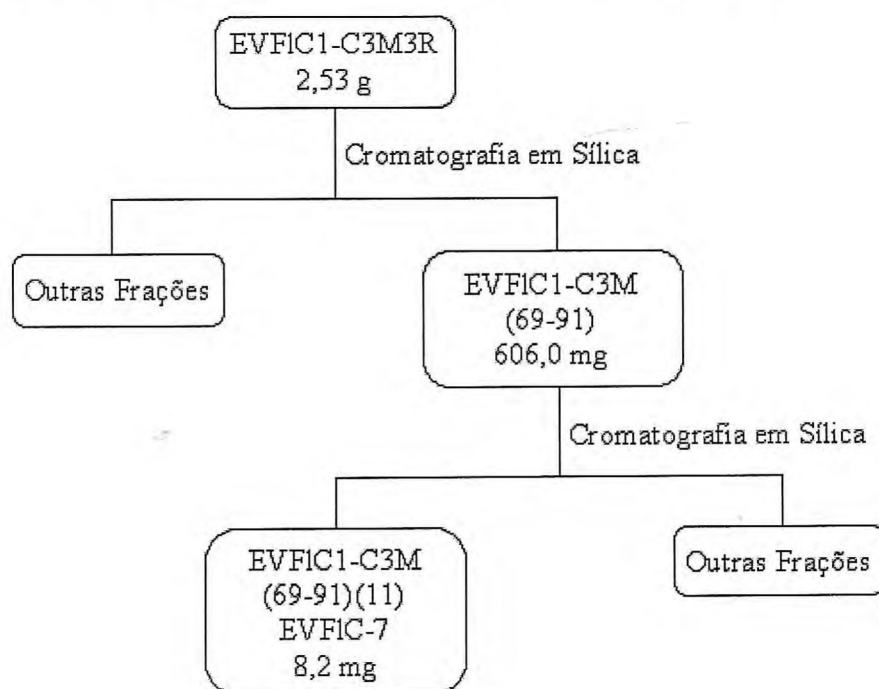 EVFlC1-C3M3R
2,53 g
Cromatografia em Sílica
Outras Frações
EVFlC1-C3M
(69-91)
606,0 mg
Cromatografia em Sílica
EVFlC1-C3M
(69-91)(11)
EVFlC-7
8,2 mg
Outras Frações